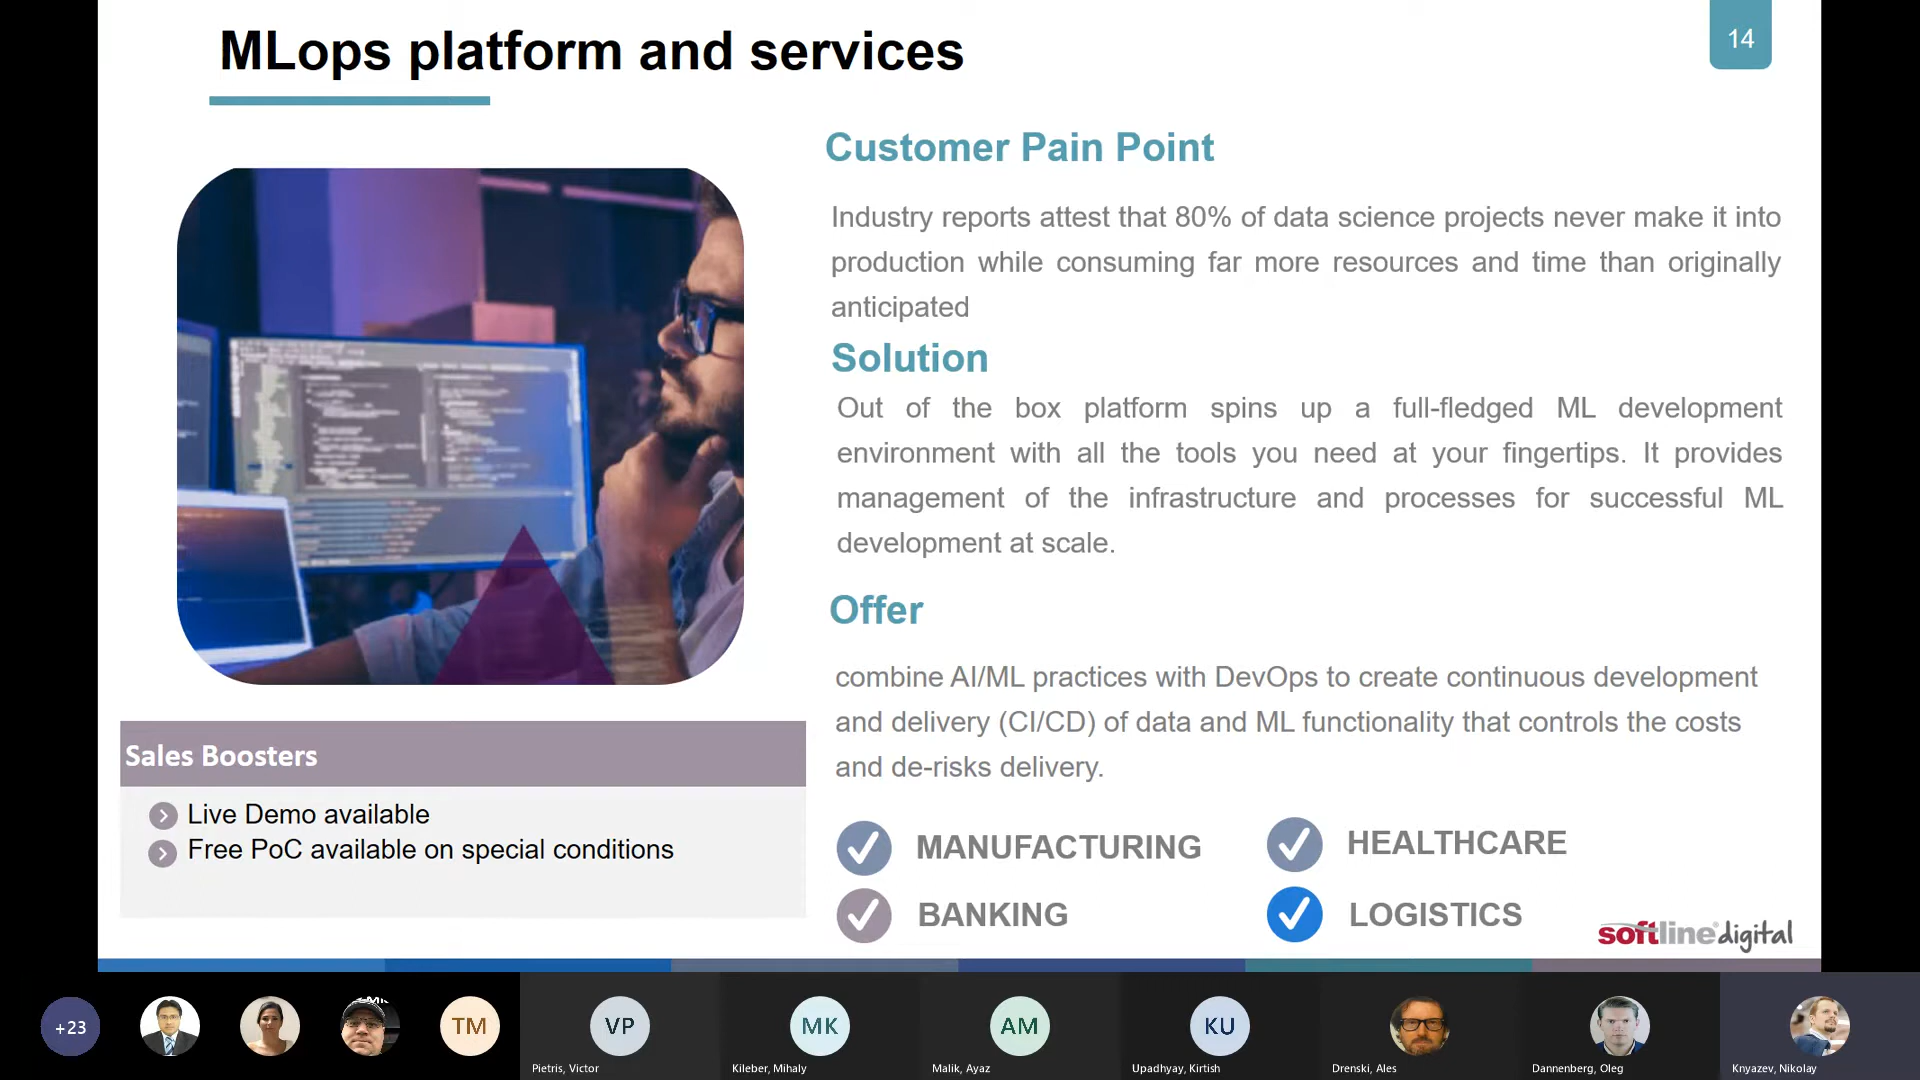 MLops platform and services
14
Customer Pain Point
Industry reports attest that 80% of data science projects never make it into
production while consuming far more resources and time than originally
anticipated
Solution
Out of the box platform spins up a full-fledged ML development
environment with all the tools you need at your fingertips. It provides
management of the infrastructure and processes for successful ML
development at scale.
Offer
combine AI/ML practices with DevOps to create continuous development
and delivery (CI/CD) of data and ML functionality that controls the costs
and de-risks delivery.
Sales Boosters
Live Demo available
Free PoC available on special conditions
MANUFACTURING
HEALTHCARE
BANKING
LOGISTICS
softline digital
+23
TM
VP
MK
AM
KU
Pietris, Victor
Kileber, Mihaly
Malik, Ayaz
Upadhyay, Kirtish
Drenski, Ales
Dannenberg, Oleg
Knyazev, Nikolay